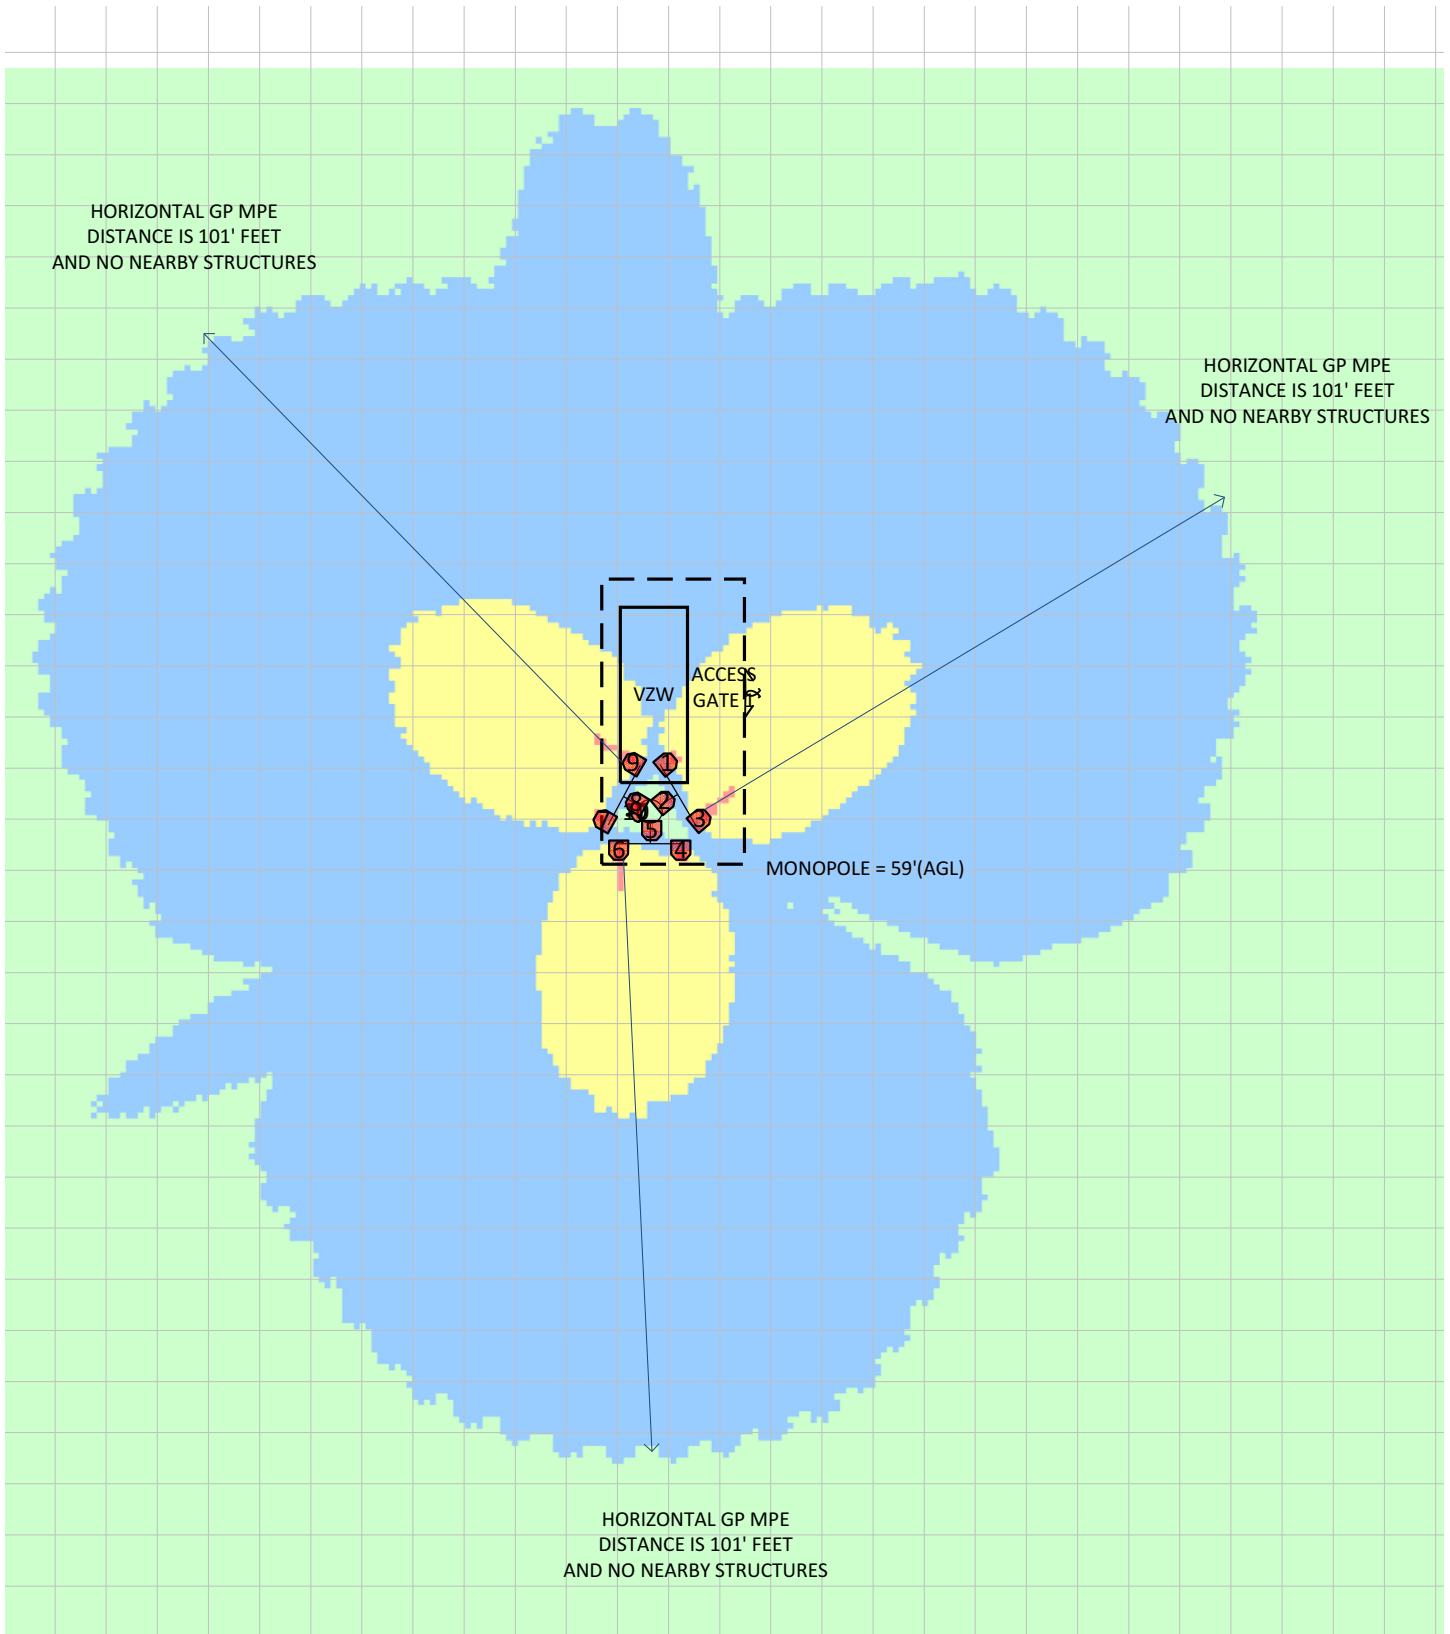 HORIZONTAL GP MPE
DISTANCE IS 101' FEET
AND NO NEARBY STRUCTURES
HORIZONTAL GP MPE
DISTANCE IS 101' FEET
AND NO NEARBY STRUCTURES
ACCESS
GATE 1
VZW
9
1
8
2
3
5
6
4
MONOPOLE = 59'(AGL)
HORIZONTAL GP MPE
DISTANCE IS 101' FEET
AND NO NEARBY STRUCTURES